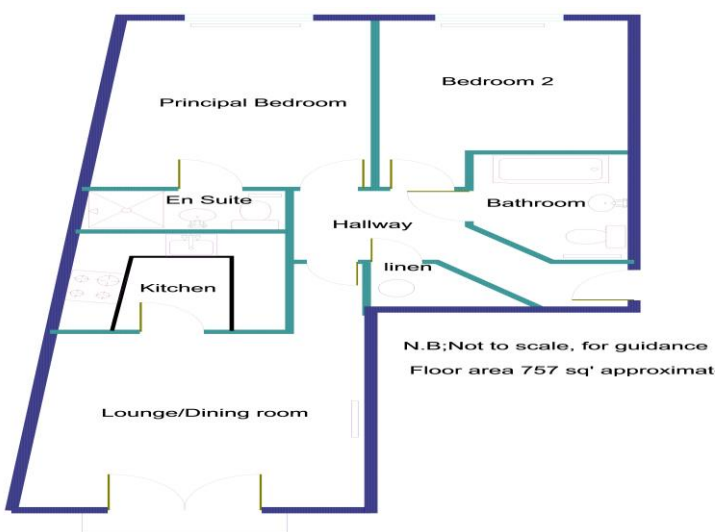 Bedroom 2
Principal Bedroom
En Suite
Bathroom
Hallway
linen
Kitchen
N.B;Not to scale, for guidance
Floor area 757 sq' approximat
Lounge/Dining room